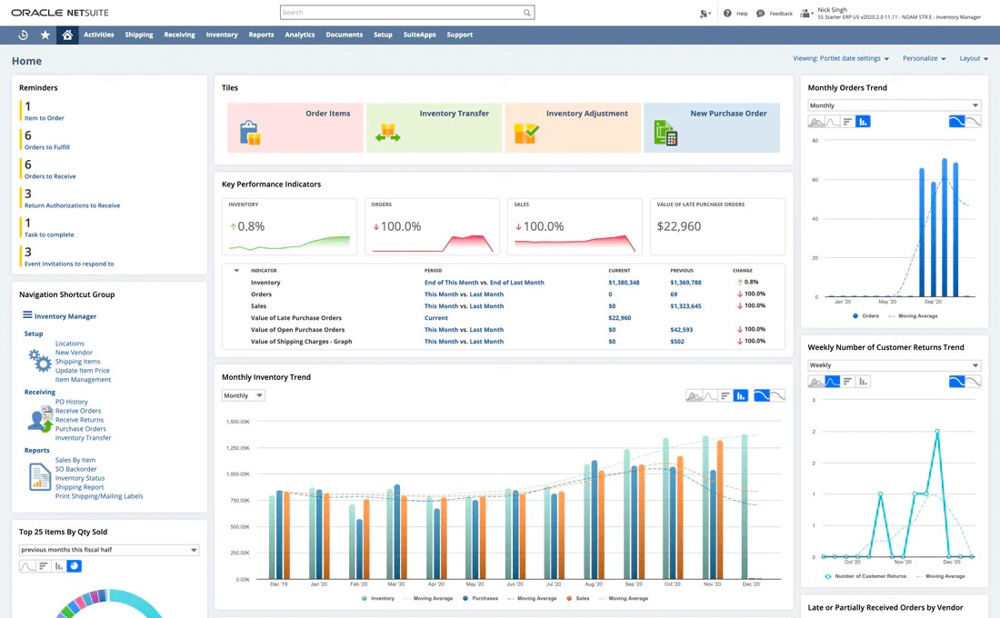 ORACLE NETSUITE
Search
Help
Feedback
Nick Singh
SS Starter ERP US v2020.2 11.11 - NOAM STR E - Inventory Manager
Activities Shipping Receiving Inventory Reports Analytics Documents Setup SuiteApps Support
Home
Viewing: Portlet date settings Personalize Layout
Reminders
1
Item to Order
6
Orders to Fulfill
6
Orders to Receive
3
Return Authorizations to Receive
1
Task to complete
3
Event Invitations to respond to
Navigation Shortcut Group
Inventory Manager
Setup
Locations
New Vendor
Shipping Items
Update Item Price
Item Management
Receiving
PO History
Receive Orders
Receive Returns
Purchase Orders
Inventory Transfer
Reports
Sales By Item
SO Backorder
Inventory Status
Shipping Report
Print Shipping/Mailing Labels
Top 25 Items By Qty Sold
previous months this fiscal half
Tiles
Order Items
Inventory Transfer
Inventory Adjustment
New Purchase Order
Key Performance Indicators
INVENTORY
0.8%
ORDERS
100.0%
SALES
100.0%
VALUE OF LATE PURCHASE ORDERS
$22,960
INDICATOR PERIOD CURRENT PREVIOUS CHANGE
Inventory End of This Month vs. End of Last Month $1,380,348 $1,369,788 0.8%
Orders This Month vs. Last Month 0 69 100.0%
Sales This Month vs. Last Month $0 $1,323,645 100.0%
Value of Late Purchase Orders Current $22,960
Value of Open Purchase Orders This Month vs. Last Month $0 $42,593 100.0%
Value of Shipping Charges - Graph This Month vs. Last Month $0 $502 100.0%
Monthly Inventory Trend
Monthly
1,500.00K
1,250.00K
1,000.00K
750.00K
500.00K
250.00K
0.00K
Dec '19 Jan '20 Feb '20 Mar '20 Apr '20 May '20 Jun '20 Jul '20 Aug '20 Sep '20 Oct '20 Nov '20 Dec '20
Inventory Moving Average Purchases Moving Average Sales Moving Average
Monthly Orders Trend
Monthly
80
60
40
20
0
Jan '20 May '20 Sep '20
Orders Moving Average
Weekly Number of Customer Returns Trend
Weekly
3
2
2
1
1
0
Oct '20 Nov '20 Dec '20
Number of Customer Returns Moving Average
Late or Partially Received Orders by Vendor